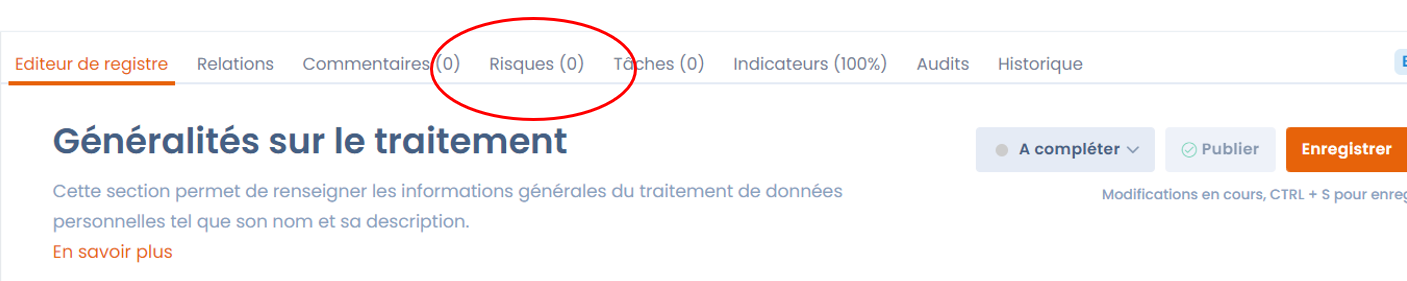 Editeur de registre Relations Commentaires (0) Risques (0) Tâches (0) Indicateurs (100%) Audits Historique
Généralités sur le traitement
A compléter Publier Enregistrer
Cette section permet de renseigner les informations générales du traitement de données
Modifications en cours, CTRL + S pour enreg
personnelles tel que son nom et sa description.
En savoir plus